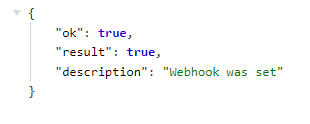 {
"ok": true,
"result": true,
"description": "Webhook was set"
}